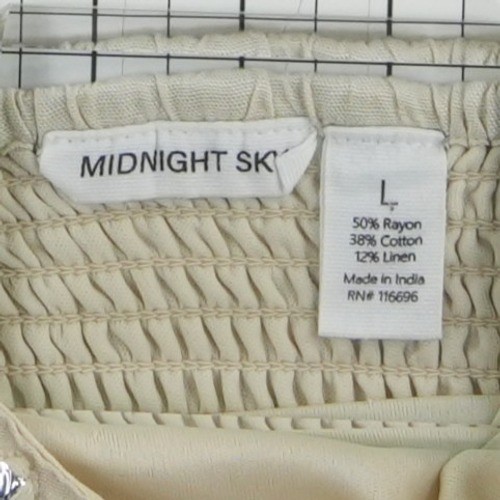 MIDNIGHT SKY
L
50% Rayon
38% Cotton
12% Linen
Made in India
RN# 116696